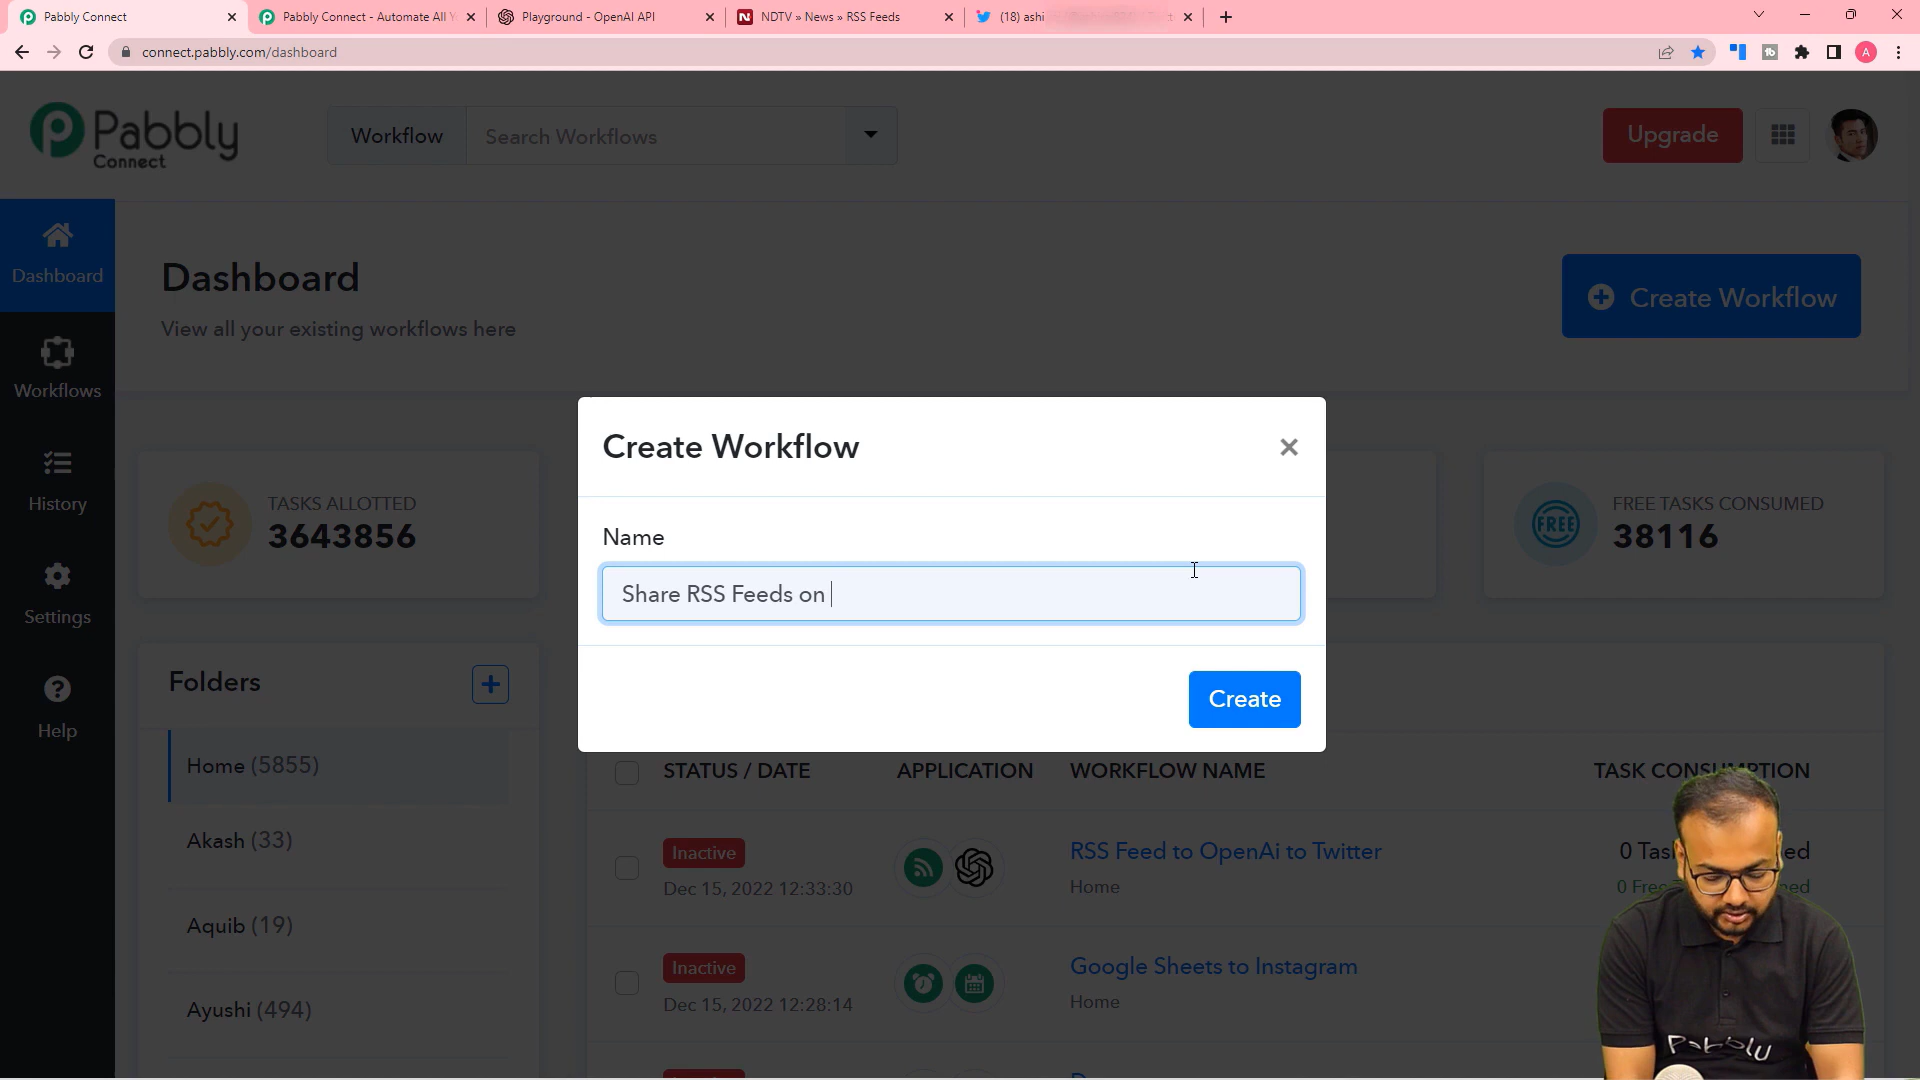 Pabbly Connect
Pabbly Connect - Automate All Y
Playground - OpenAI API
NDTV » News » RSS Feeds
(18) ashi
connect.pabbly.com/dashboard
A
Pabbly
Connect
Workflow
Search Workflows
Upgrade
Dashboard
Workflows
History
Settings
Help
Dashboard
View all your existing workflows here
Create Workflow
TASKS ALLOTTED
3643856
FREE
FREE TASKS CONSUMED
38116
Create Workflow
Name
Share RSS Feeds on
Create
Folders
Home (5855)
Akash (33)
Aquib (19)
Ayushi (494)
STATUS / DATE
APPLICATION
WORKFLOW NAME
TASK CONSUMPTION
Inactive
Dec 15, 2022 12:33:30
RSS Feed to OpenAi to Twitter
Home
Inactive
Dec 15, 2022 12:28:14
Google Sheets to Instagram
Home
Pabbly